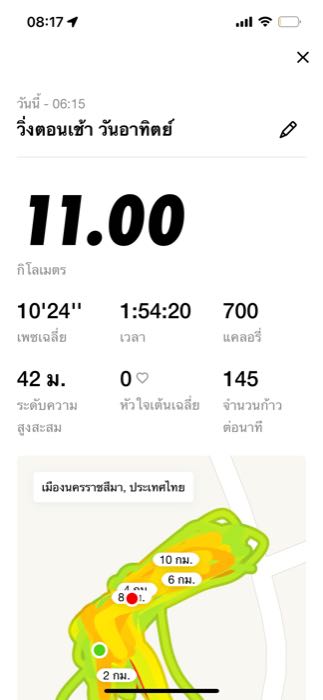 08:17
วันนี้ - 06:15
วิ่งตอนเช้า วันอาทิตย์
11.00
กิโลเมตร
10'24'' 1:54:20 700
เพซเฉลี่ย เวลา แคลอรี่
42 ม. 0 145
ระดับความสูงสะสม หัวใจเต้นเฉลี่ย จำนวนก้าวต่อนาที
เมืองนครราชสีมา, ประเทศไทย
10 กม.
6 กม.
2 กม.